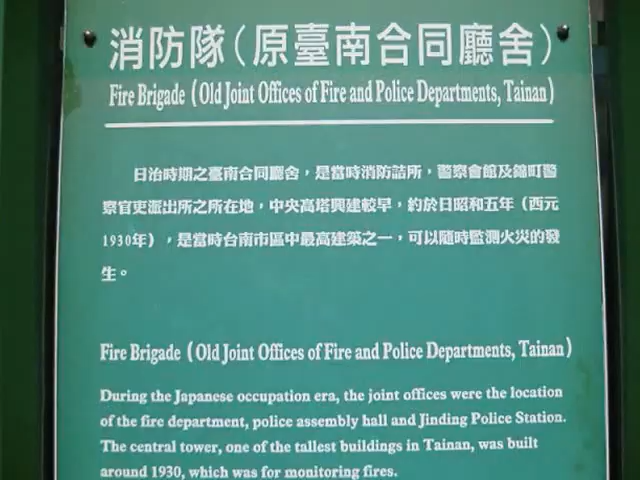 消防隊(原臺南合同廳舍)
Fire Brigade (Old Joint Offices of Fire and Police Departments, Tainan)
日治時期之臺南合同廳舍，是當時消防詰所，警察會館及錦町警
察官吏派出所之所在地，中央高塔興建較早，約於日昭和五年（西元
1930年），是當時台南市區中最高建築之一，可以隨時監測火災的發
生。
Fire Brigade (Old Joint Offices of Fire and Police Departments, Tainan)
During the Japanese occupation era, the joint offices were the location
of the fire department, police assembly hall and Jinding Police Station.
The central tower, one of the tallest buildings in Tainan, was built
around 1930, which was for monitoring fires.